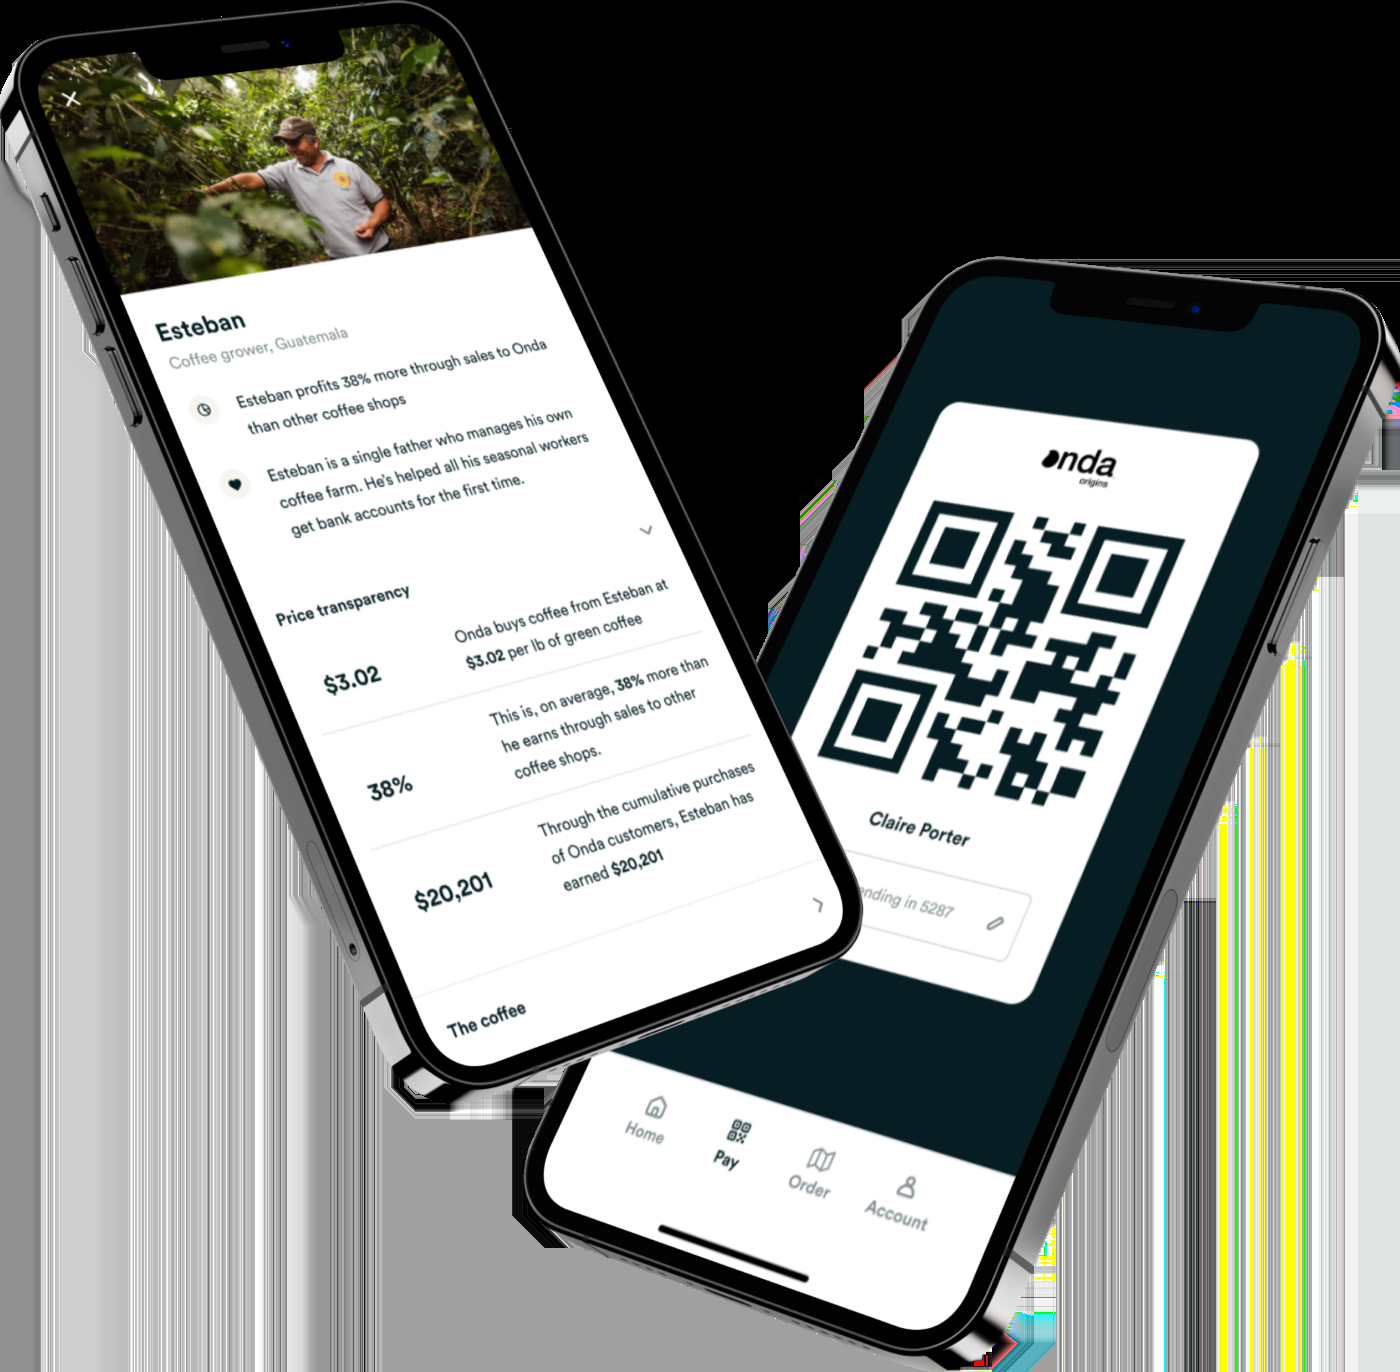 Esteban
Coffee grower, Guatemala
Esteban profits 38% more through sales to Onda
than other coffee shops
Esteban is a single father who manages his own
coffee farm. He's helped all his seasonal workers
get bank accounts for the first time.
Price transparency
$3.02
Onda buys coffee from Esteban at
$3.02 per lb of green coffee
38%
This is, on average, 38% more than
he earns through sales to other
coffee shops.
$20,201
Through the cumulative purchases
of Onda customers, Esteban has
earned $20,201
The coffee
onda
origins
Claire Porter
ending in 5287
Home
Pay
Order
Account